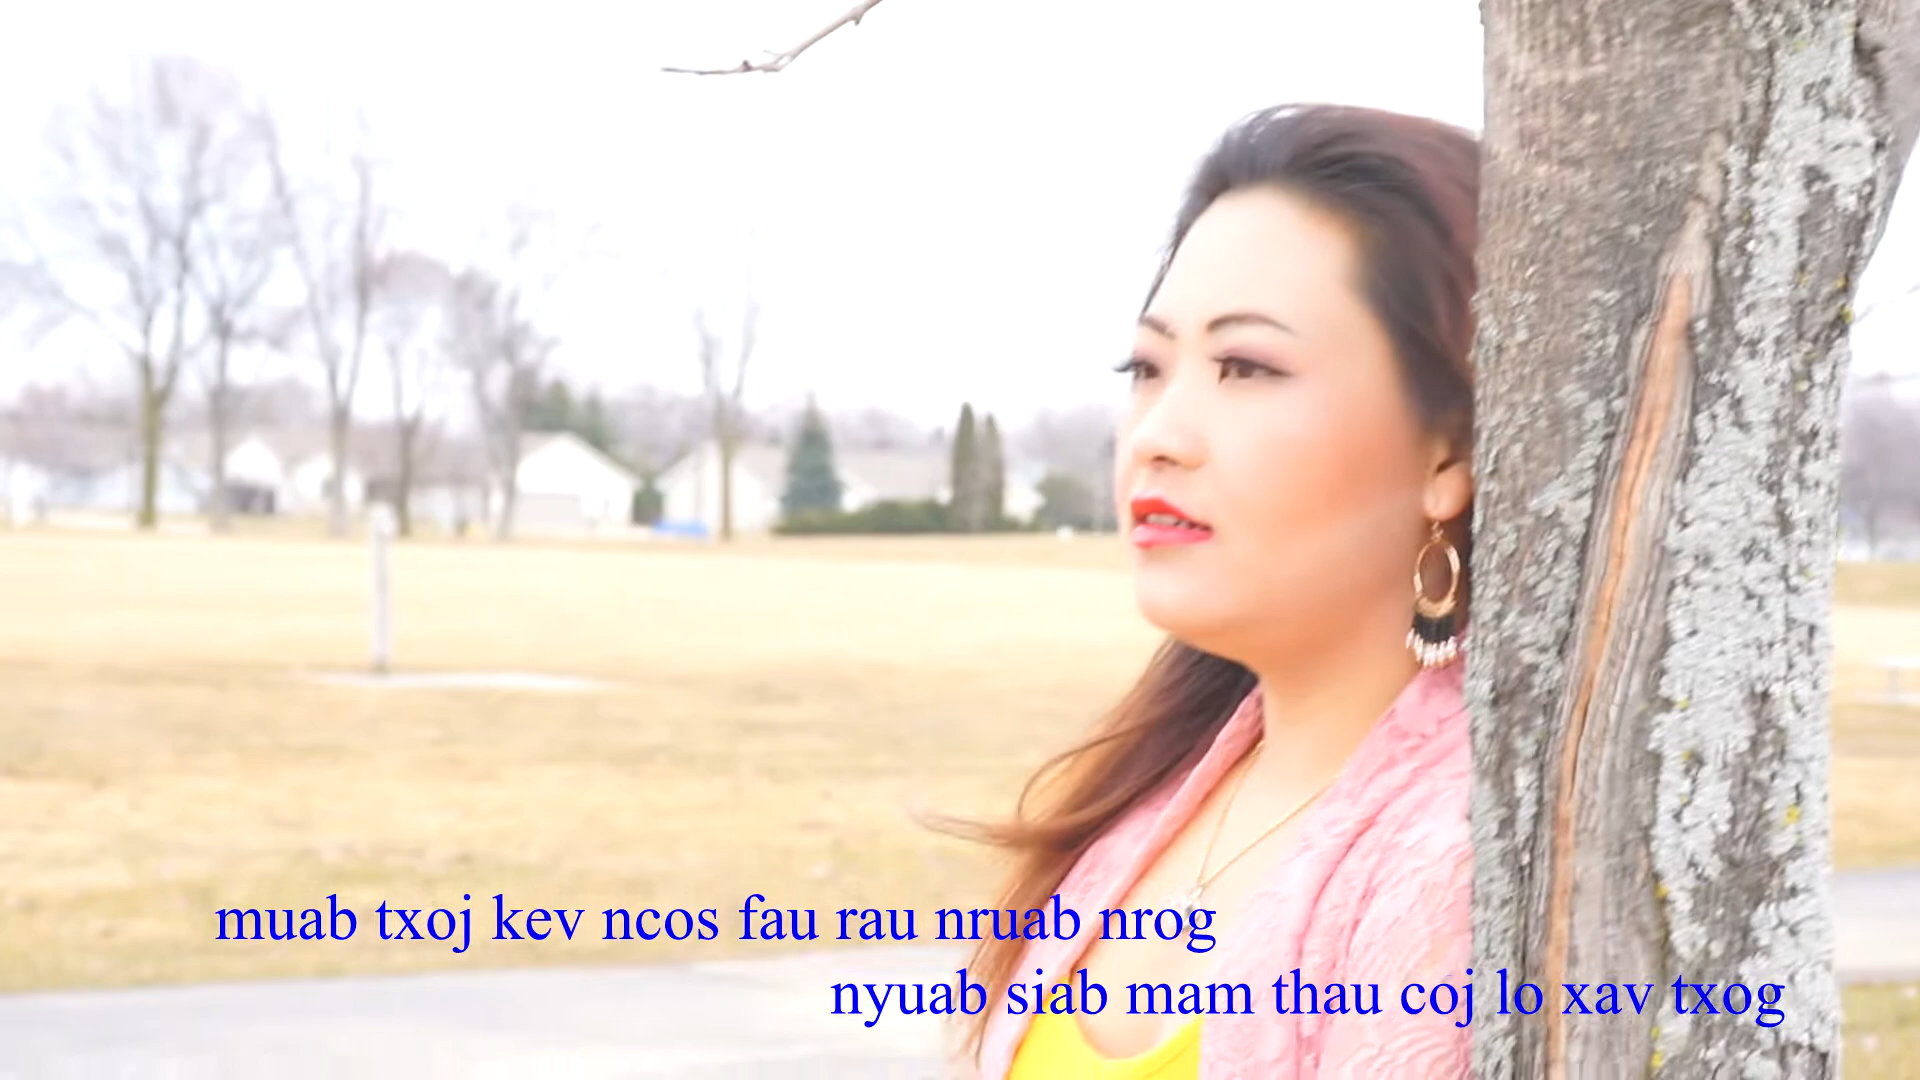 muab txoj kev ncos fau rau nruab nrog
nyuab siab mam thau coj lo xav txog